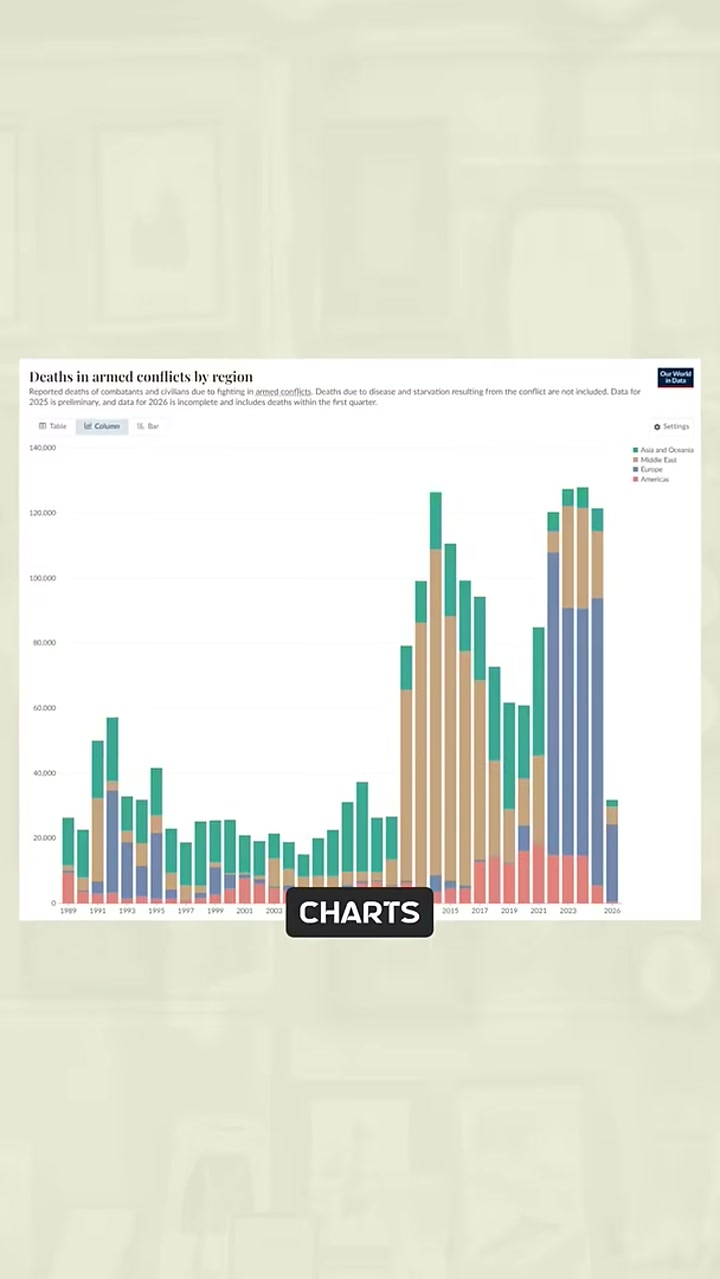 Deaths in armed conflicts by region
Our World
in Data
Reported deaths of combatants and civilians due to fighting in armed conflicts. Deaths due to disease and starvation resulting from the conflict are not included. Data for
2025 is preliminary, and data for 2026 is incomplete and includes deaths within the first quarter.
Table Column Bar
Settings
Asia and Oceania
Middle East
Europe
Americas
140,000
120,000
100,000
80,000
60,000
40,000
20,000
0
1989 1991 1993 1995 1997 1999 2001 2003 2015 2017 2019 2021 2023 2026
CHARTS